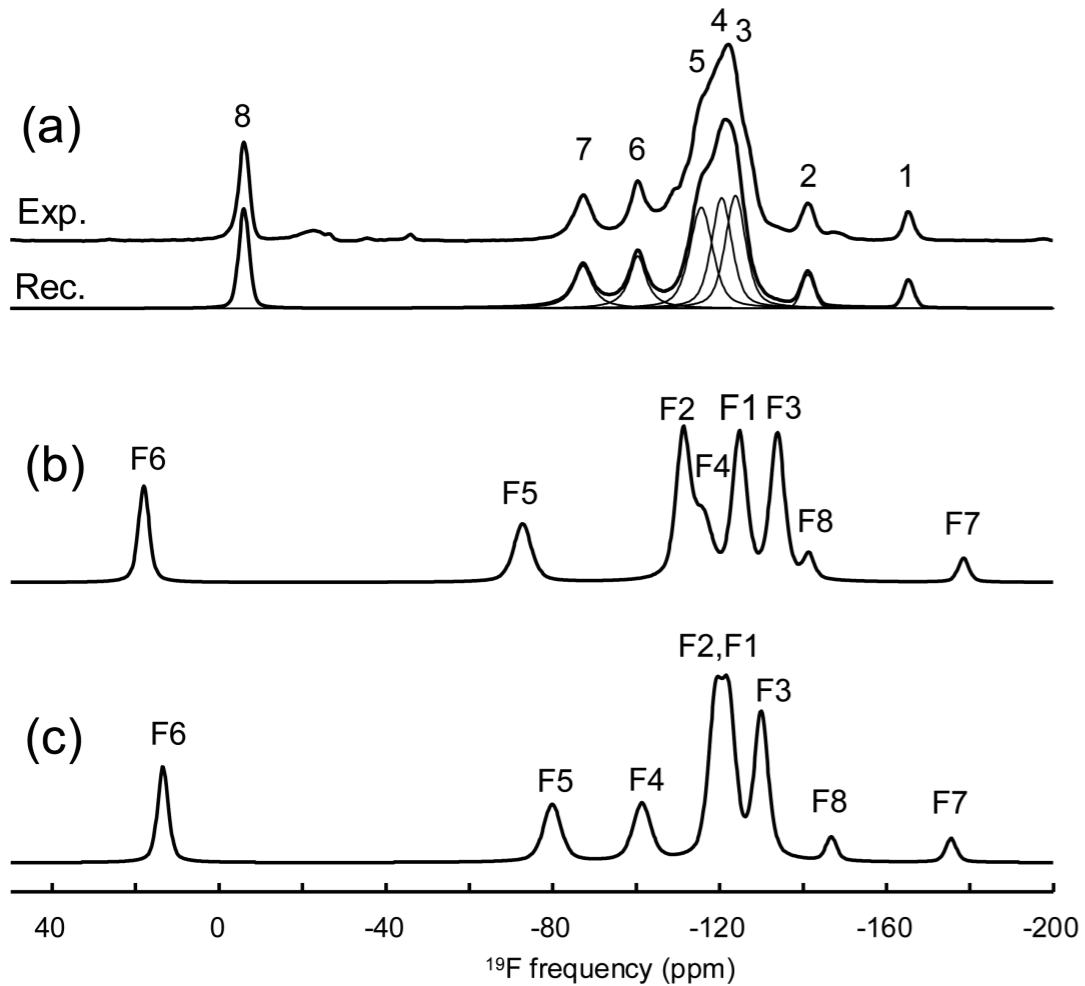 4
3
5
(a)
8
7
6
2
1
Exp.
Rec.
F2
F1
F3
(b)
F6
F4
F5
F8
F7
F2,F1
F3
(c)
F6
F5
F4
F8
F7
40
0
-40
-80
-120
-160
-200
¹⁹F frequency (ppm)